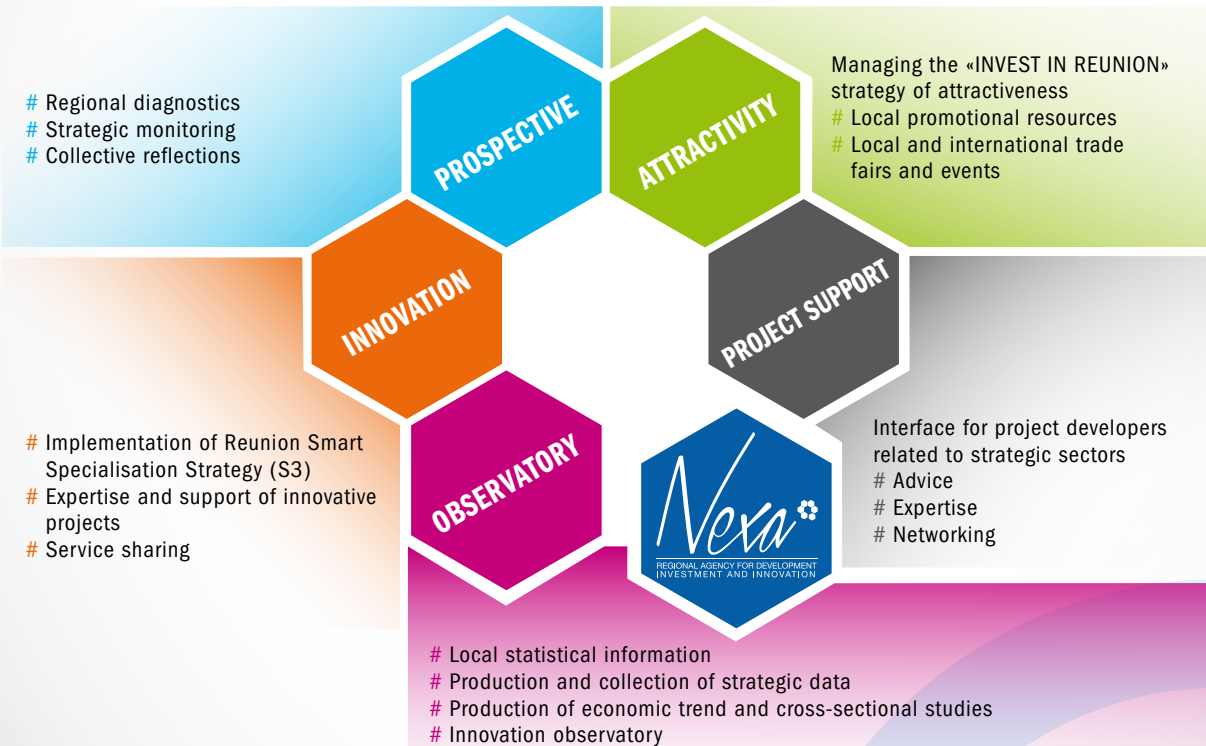 PROSPECTIVE
# Regional diagnostics
# Strategic monitoring
# Collective reflections
ATTRACTIVITY
Managing the «INVEST IN REUNION»
strategy of attractiveness
# Local promotional resources
# Local and international trade
fairs and events
INNOVATION
# Implementation of Reunion Smart
Specialisation Strategy (S3)
# Expertise and support of innovative
projects
# Service sharing
PROJECT SUPPORT
Interface for project developers
related to strategic sectors
# Advice
# Expertise
# Networking
OBSERVATORY
# Local statistical information
# Production and collection of strategic data
# Production of economic trend and cross-sectional studies
# Innovation observatory
Nexa
REGIONAL AGENCY FOR DEVELOPMENT
INVESTMENT AND INNOVATION